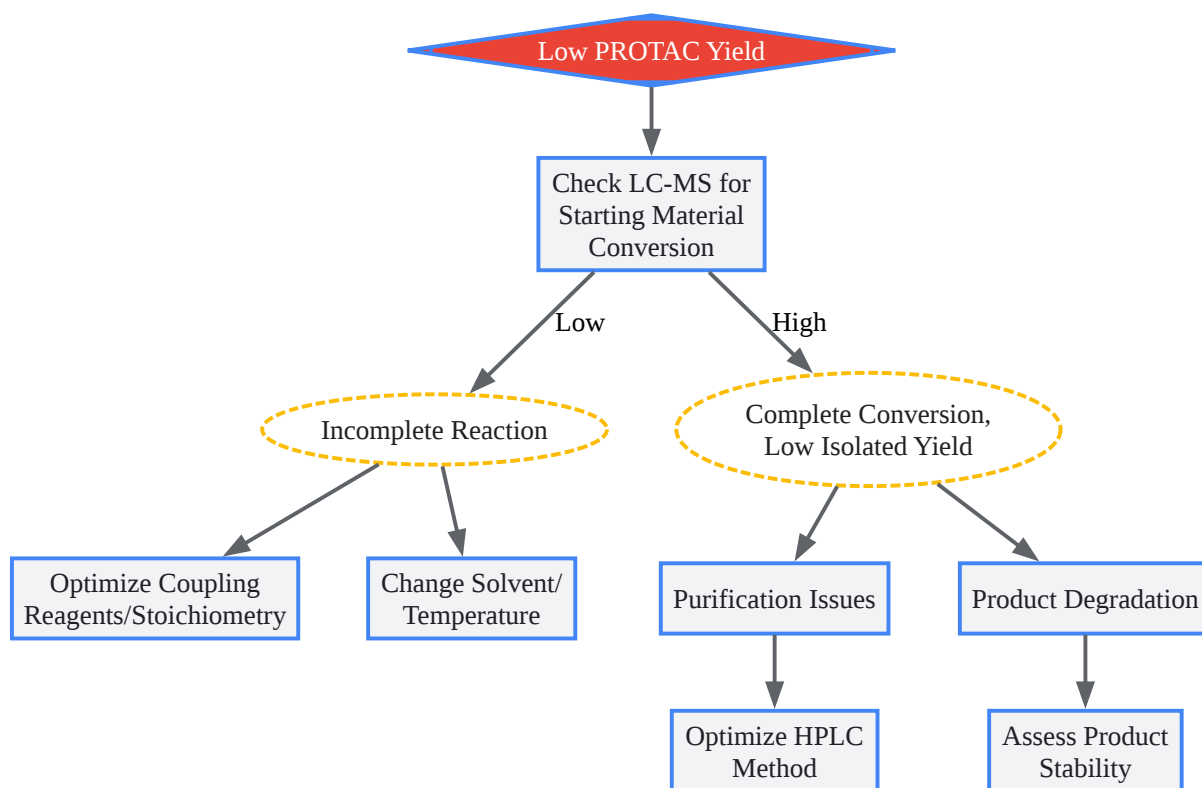 Low PROTAC Yield
Check LC-MS for
Starting Material
Conversion
Low
High
Incomplete Reaction
Complete Conversion,
Low Isolated Yield
Optimize Coupling
Reagents/Stoichiometry
Change Solvent/
Temperature
Purification Issues
Product Degradation
Optimize HPLC
Method
Assess Product
Stability